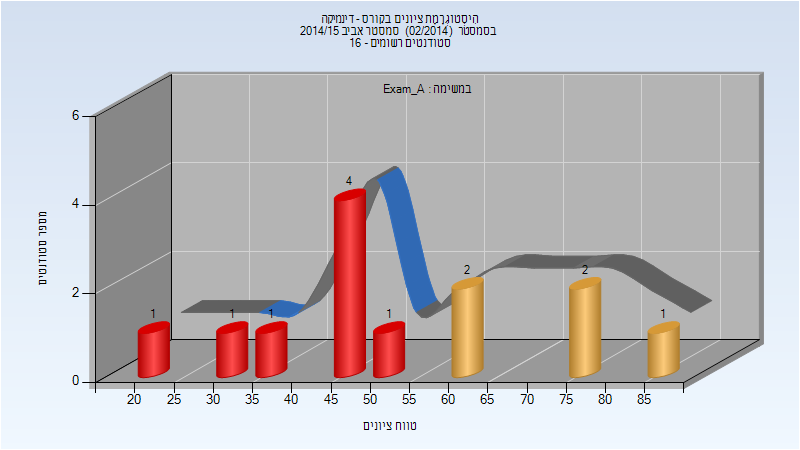 היסטוגרמת ציונים בקורס - דינמיקה
בסמסטר (02/2014) סמסטר אביב 2014/15
סטודנטים רשומים - 16
במשימה : Exam_A
מספר סטודנטים
6
4
2
0
1
1
1
4
1
2
2
1
20 25 30 35 40 45 50 55 60 65 70 75 80 85
טווח ציונים